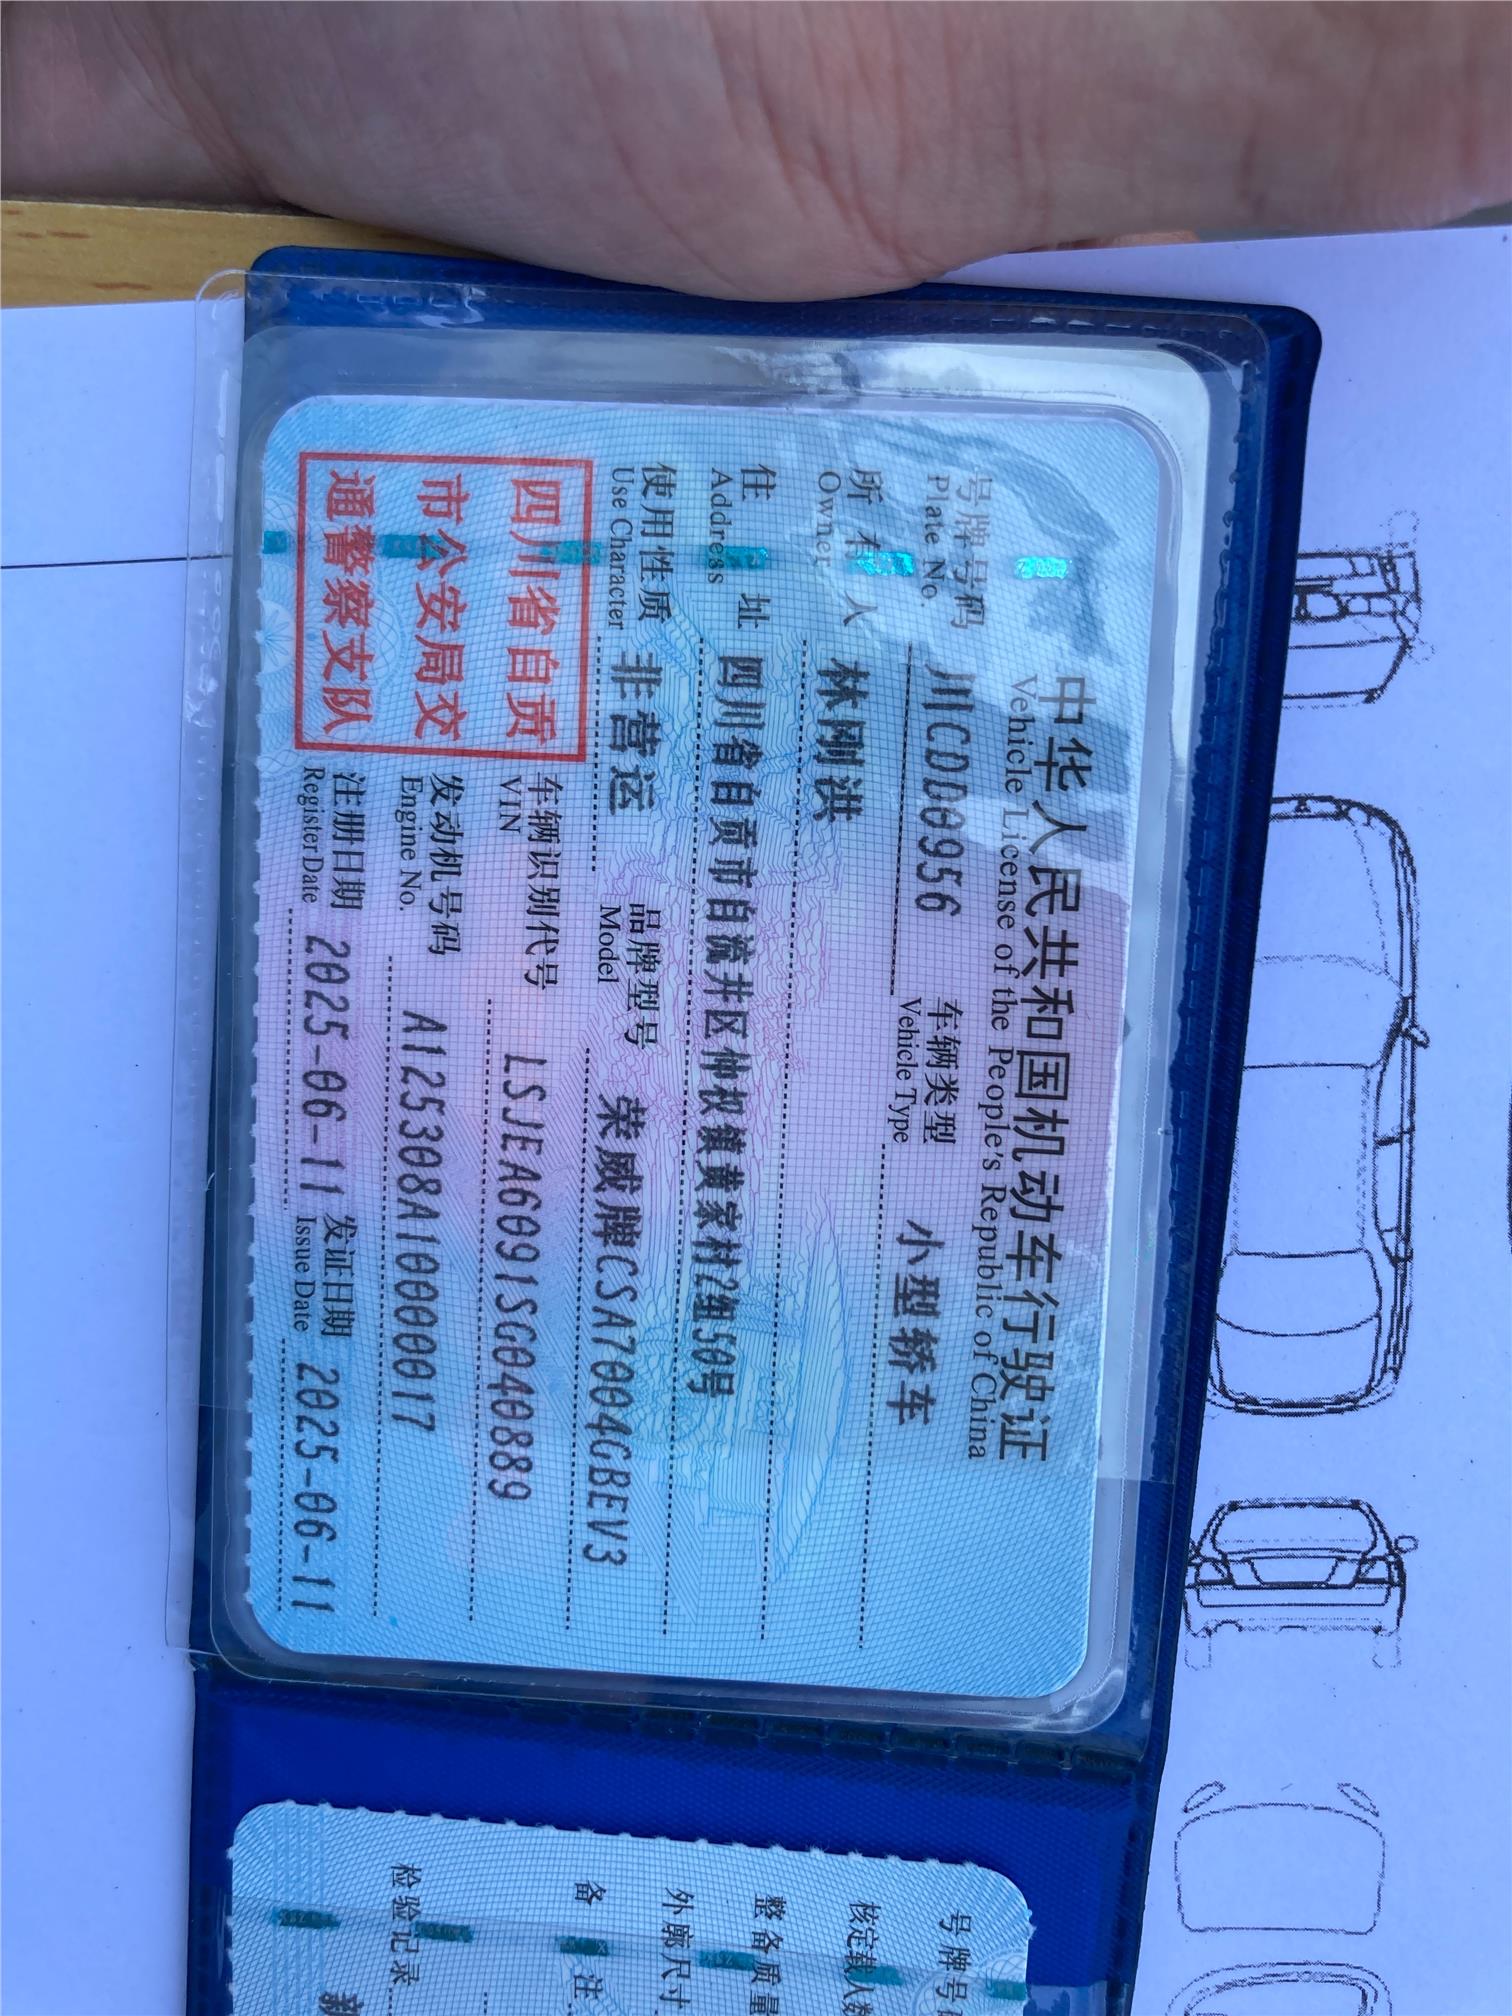 中华人民共和国机动车行驶证
Vehicle License of the People's Republic of China
号牌号码 川CDD0956 车辆类型 小型轿车
Plate No. Vehicle Type
所有人 林刚洪
Owner
住址 四川省自贡市自流井区仲权镇黄家村2组50号
Address
使用性质 非营运 品牌型号 荣威牌CSA7004GBEV3
Use Character Model
四川省自贡
市公安局交
通警察支队
车辆识别代号 LSJEA6091SG040889
VIN
发动机号码 A125308A10000017
Engine No.
注册日期 2025-06-11 发证日期 2025-06-11
Register Date Issue Date
号牌号
核定载人数
整备质量
外廓尺寸
备注
检验记录